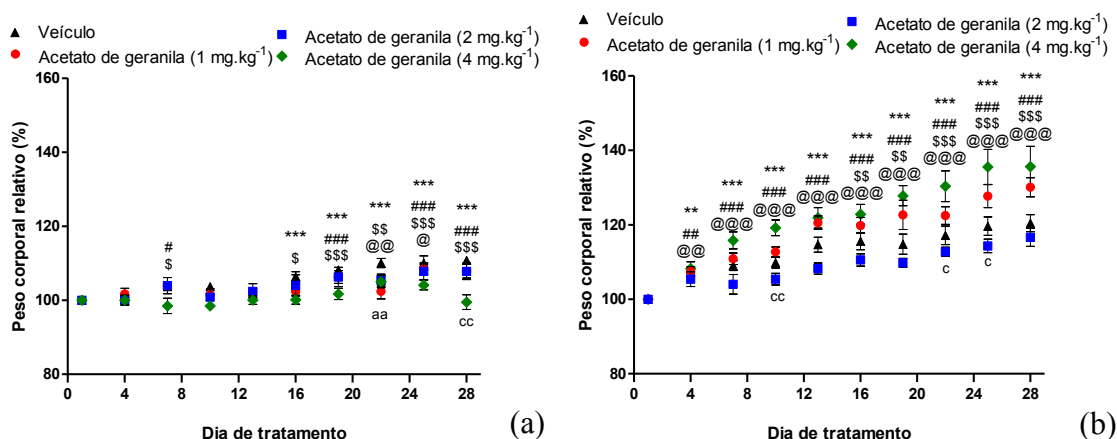 Veículo
Acetato de geranila (1 mg.kg⁻¹)
Acetato de geranila (2 mg.kg⁻¹)
Acetato de geranila (4 mg.kg⁻¹)
Peso corporal relativo (%)
160
140
120
100
80
#
$
***
$
***
###
$$$
***
$$
@@
***
###
$$$
@
***
###
$$$
aa
cc
0 4 8 12 16 20 24 28
Dia de tratamento
(a)
Veículo
Acetato de geranila (1 mg.kg⁻¹)
Acetato de geranila (2 mg.kg⁻¹)
Acetato de geranila (4 mg.kg⁻¹)
Peso corporal relativo (%)
160
140
120
100
80
**
##
@@
***
###
@@@
***
###
@@@
***
###
@@@
***
###
$$
@@@
***
###
$$
@@@
***
###
$$$
@@@
***
###
$$$
@@@
***
###
$$$
@@@
cc
c
c
0 4 8 12 16 20 24 28
Dia de tratamento
(b)